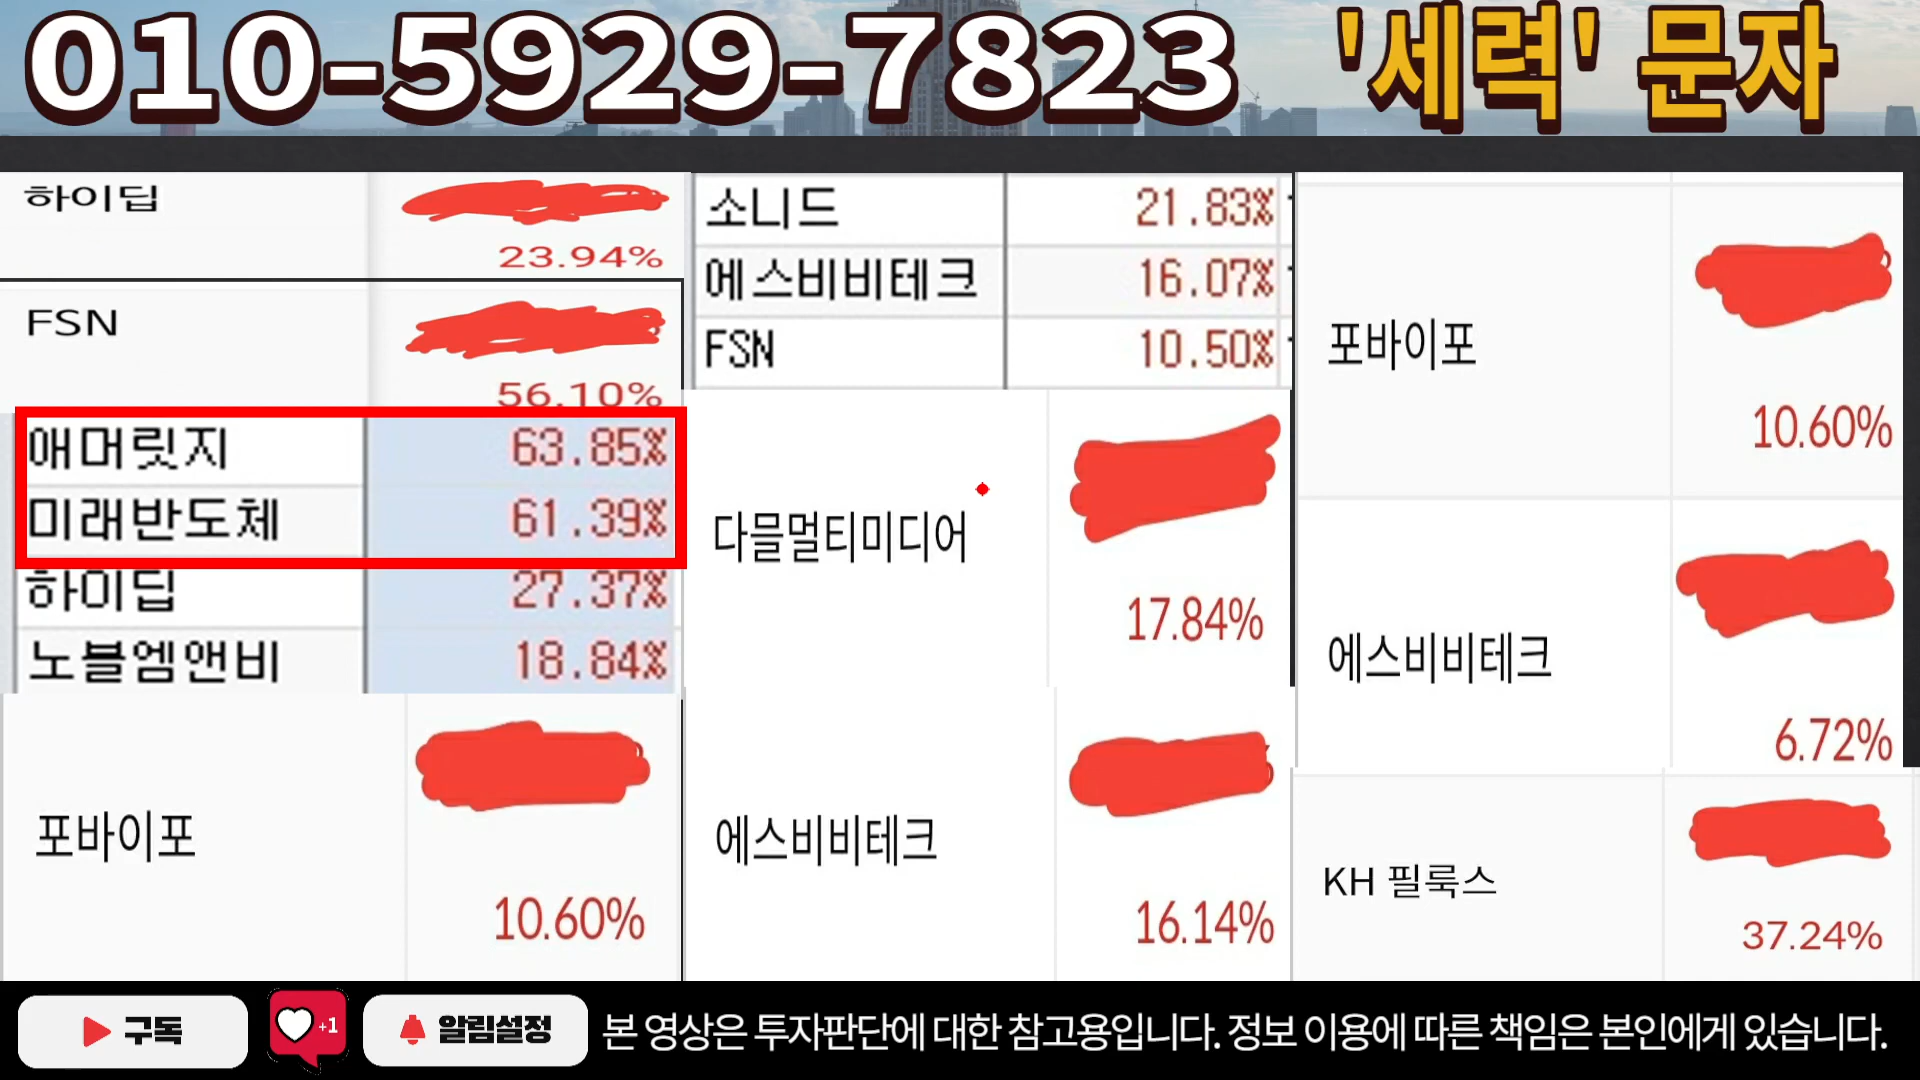 010-5929-7823 '세력' 문자
하이딥
23.94%
FSN
56.10%
애머릿지 63.85%
미래반도체 61.39%
하이딥 27.37%
노블엠앤비 18.84%
포바이포
10.60%
소니드 21.83%
에스비비테크 16.07%
FSN 10.50%
다믈멀티미디어
17.84%
에스비비테크
16.14%
포바이포
10.60%
에스비비테크
6.72%
KH 필룩스
37.24%
구독 +1 알림설정 본 영상은 투자판단에 대한 참고용입니다. 정보 이용에 따른 책임은 본인에게 있습니다.